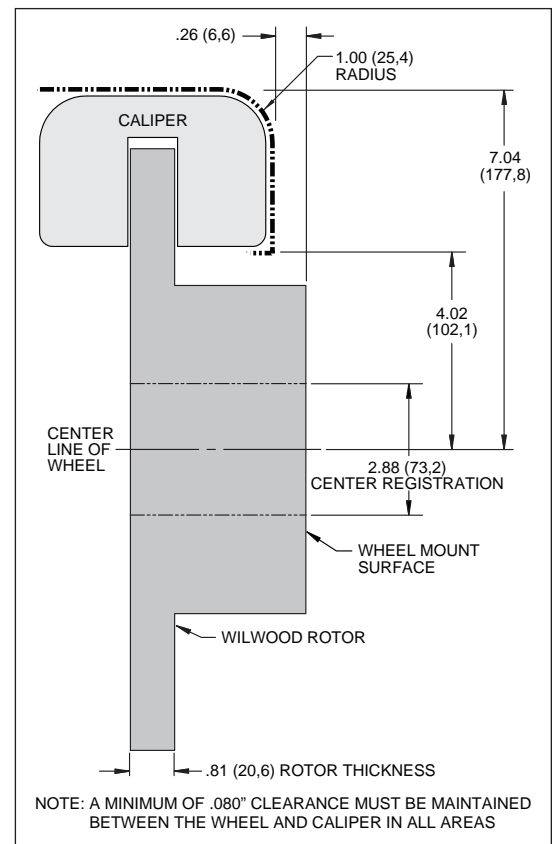 .26 (6,6)
1.00 (25,4)
RADIUS
CALIPER
7.04
(177,8)
4.02
(102,1)
CENTER
LINE OF
WHEEL
2.88 (73,2)
CENTER REGISTRATION
WHEEL MOUNT
SURFACE
WILWOOD ROTOR
.81 (20,6) ROTOR THICKNESS
NOTE: A MINIMUM OF .080" CLEARANCE MUST BE MAINTAINED
BETWEEN THE WHEEL AND CALIPER IN ALL AREAS